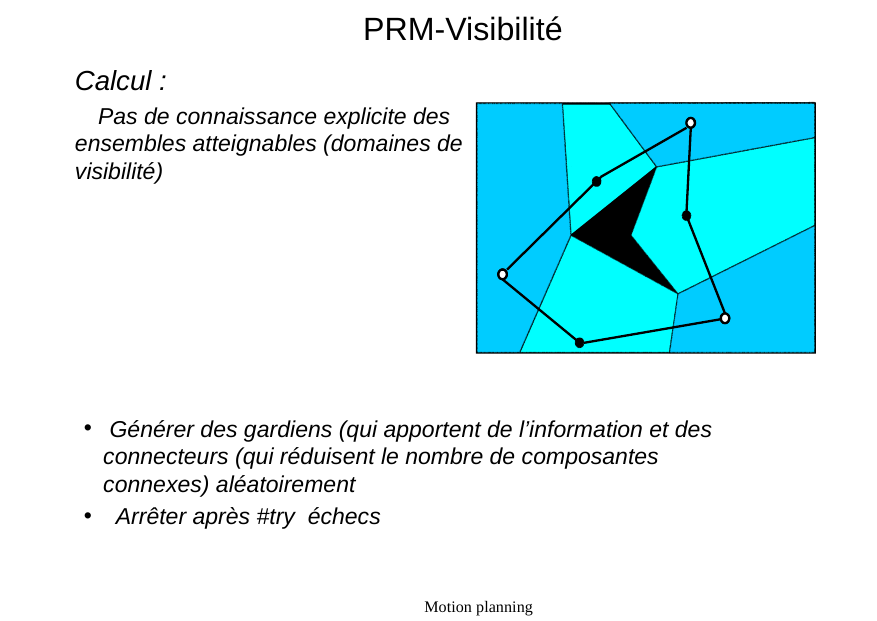 PRM-Visibilité
Calcul :
Pas de connaissance explicite des
ensembles atteignables (domaines de
visibilité)
• Générer des gardiens (qui apportent de l’information et des
connecteurs (qui réduisent le nombre de composantes
connexes) aléatoirement
• Arrêter après #try échecs
Motion planning